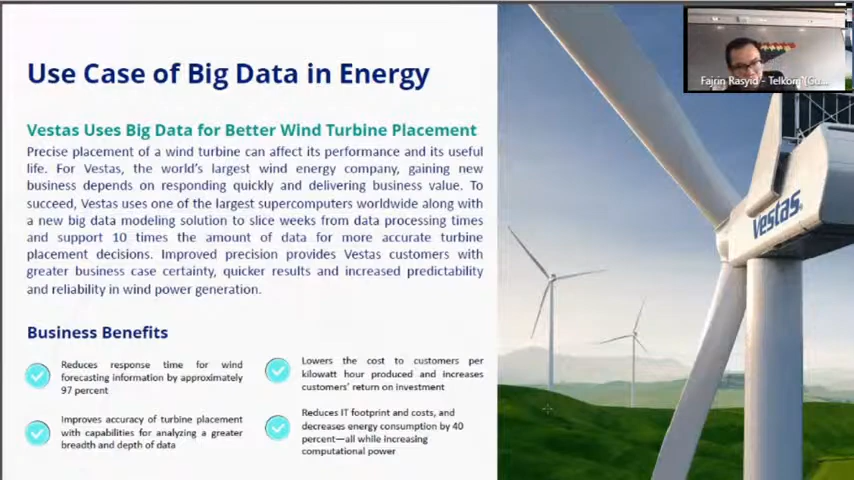 Use Case of Big Data in Energy
Vestas Uses Big Data for Better Wind Turbine Placement
Precise placement of a wind turbine can affect its performance and its useful
life. For Vestas, the world's largest wind energy company, gaining new
business depends on responding quickly and delivering business value. To
succeed, Vestas uses one of the largest supercomputers worldwide along with
a new big data modeling solution to slice weeks from data processing times
and support 10 times the amount of data for more accurate turbine
placement decisions. Improved precision provides Vestas customers with
greater business case certainty, quicker results and increased predictability
and reliability in wind power generation.
Business Benefits
Reduces response time for wind
forecasting information by approximately
97 percent
Improves accuracy of turbine placement
with capabilities for analyzing a greater
breadth and depth of data
Lowers the cost to customers per
kilowatt hour produced and increases
customers' return on investment
Reduces IT footprint and costs, and
decreases energy consumption by 40
percent—all while increasing
computational power
Vestas
Fajrin Rasyid - Telkom (Gu...